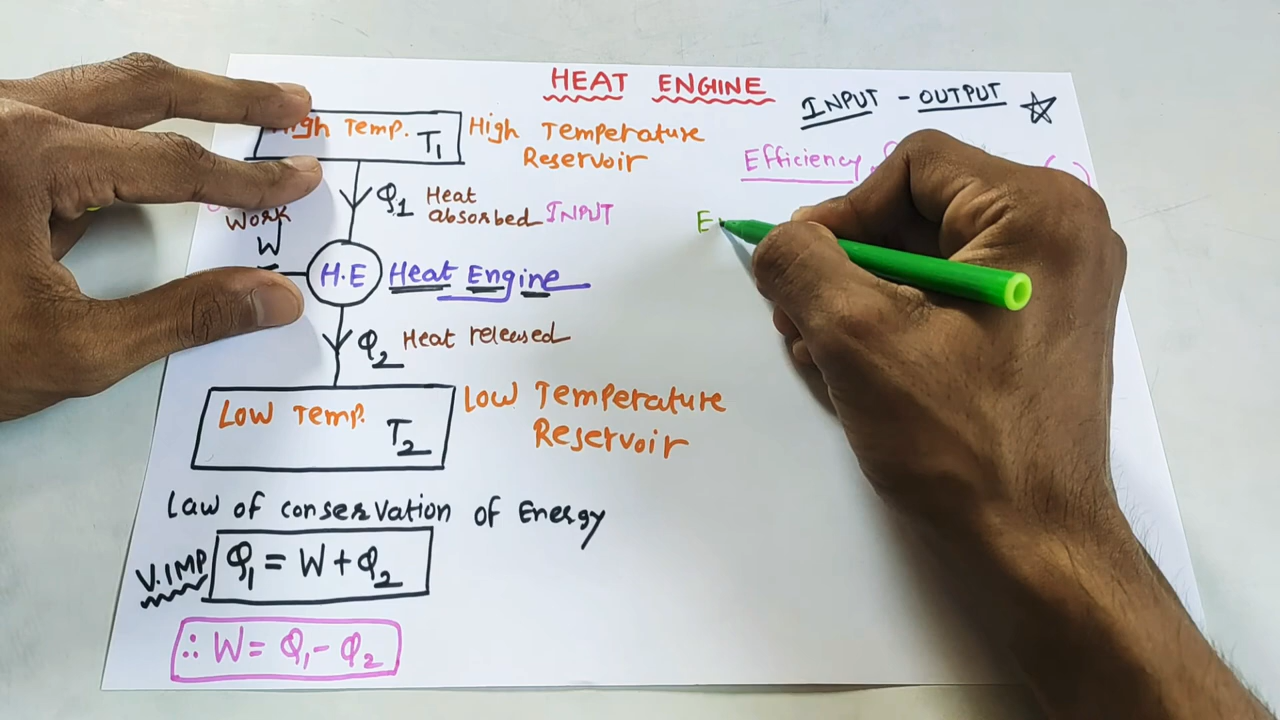 HEAT ENGINE
INPUT - OUTPUT
High Temp. T1
High Temperature
Reservoir
Efficiency
Q1 Heat
absorbed INPUT
Work
W
E
H.E Heat Engine
Q2 Heat released
Low Temp. T2
Low Temperature
Reservoir
Law of conservation of Energy
V.IMP Q1 = W + Q2
∴ W = Q1 - Q2